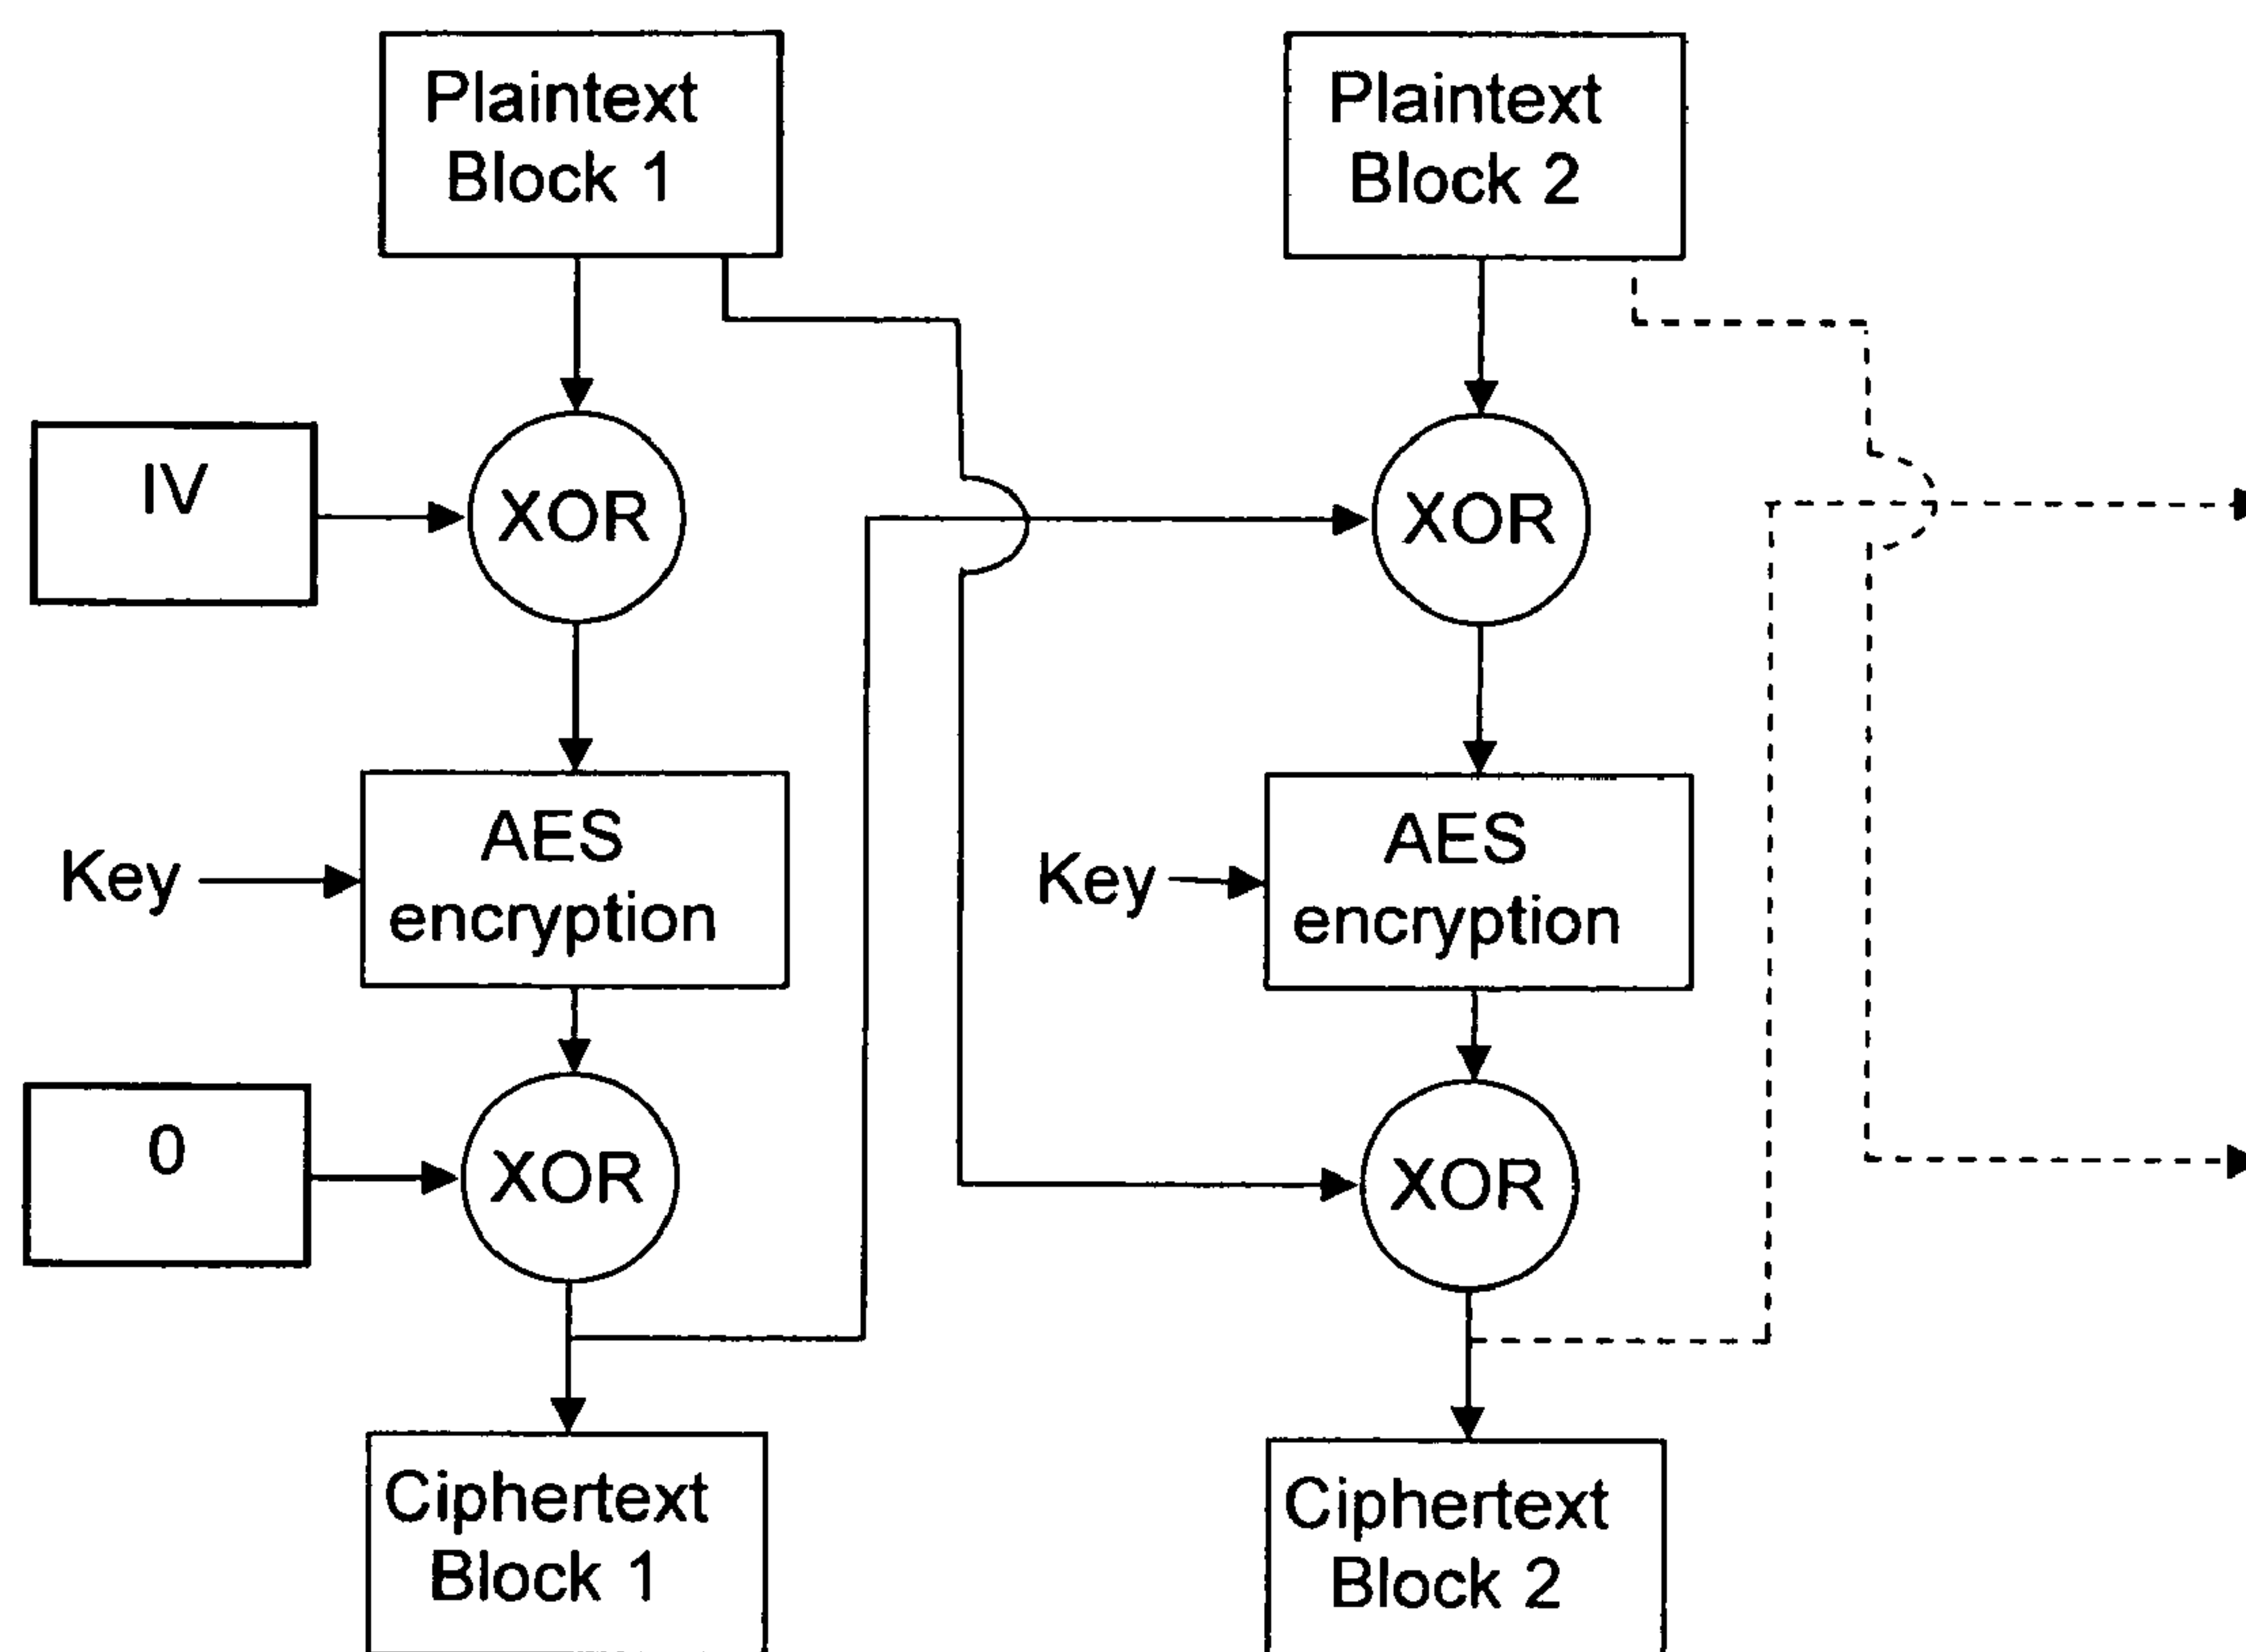 Plaintext
Block 1
Plaintext
Block 2
IV
XOR
XOR
Key
AES
encryption
Key
AES
encryption
0
XOR
XOR
Ciphertext
Block 1
Ciphertext
Block 2